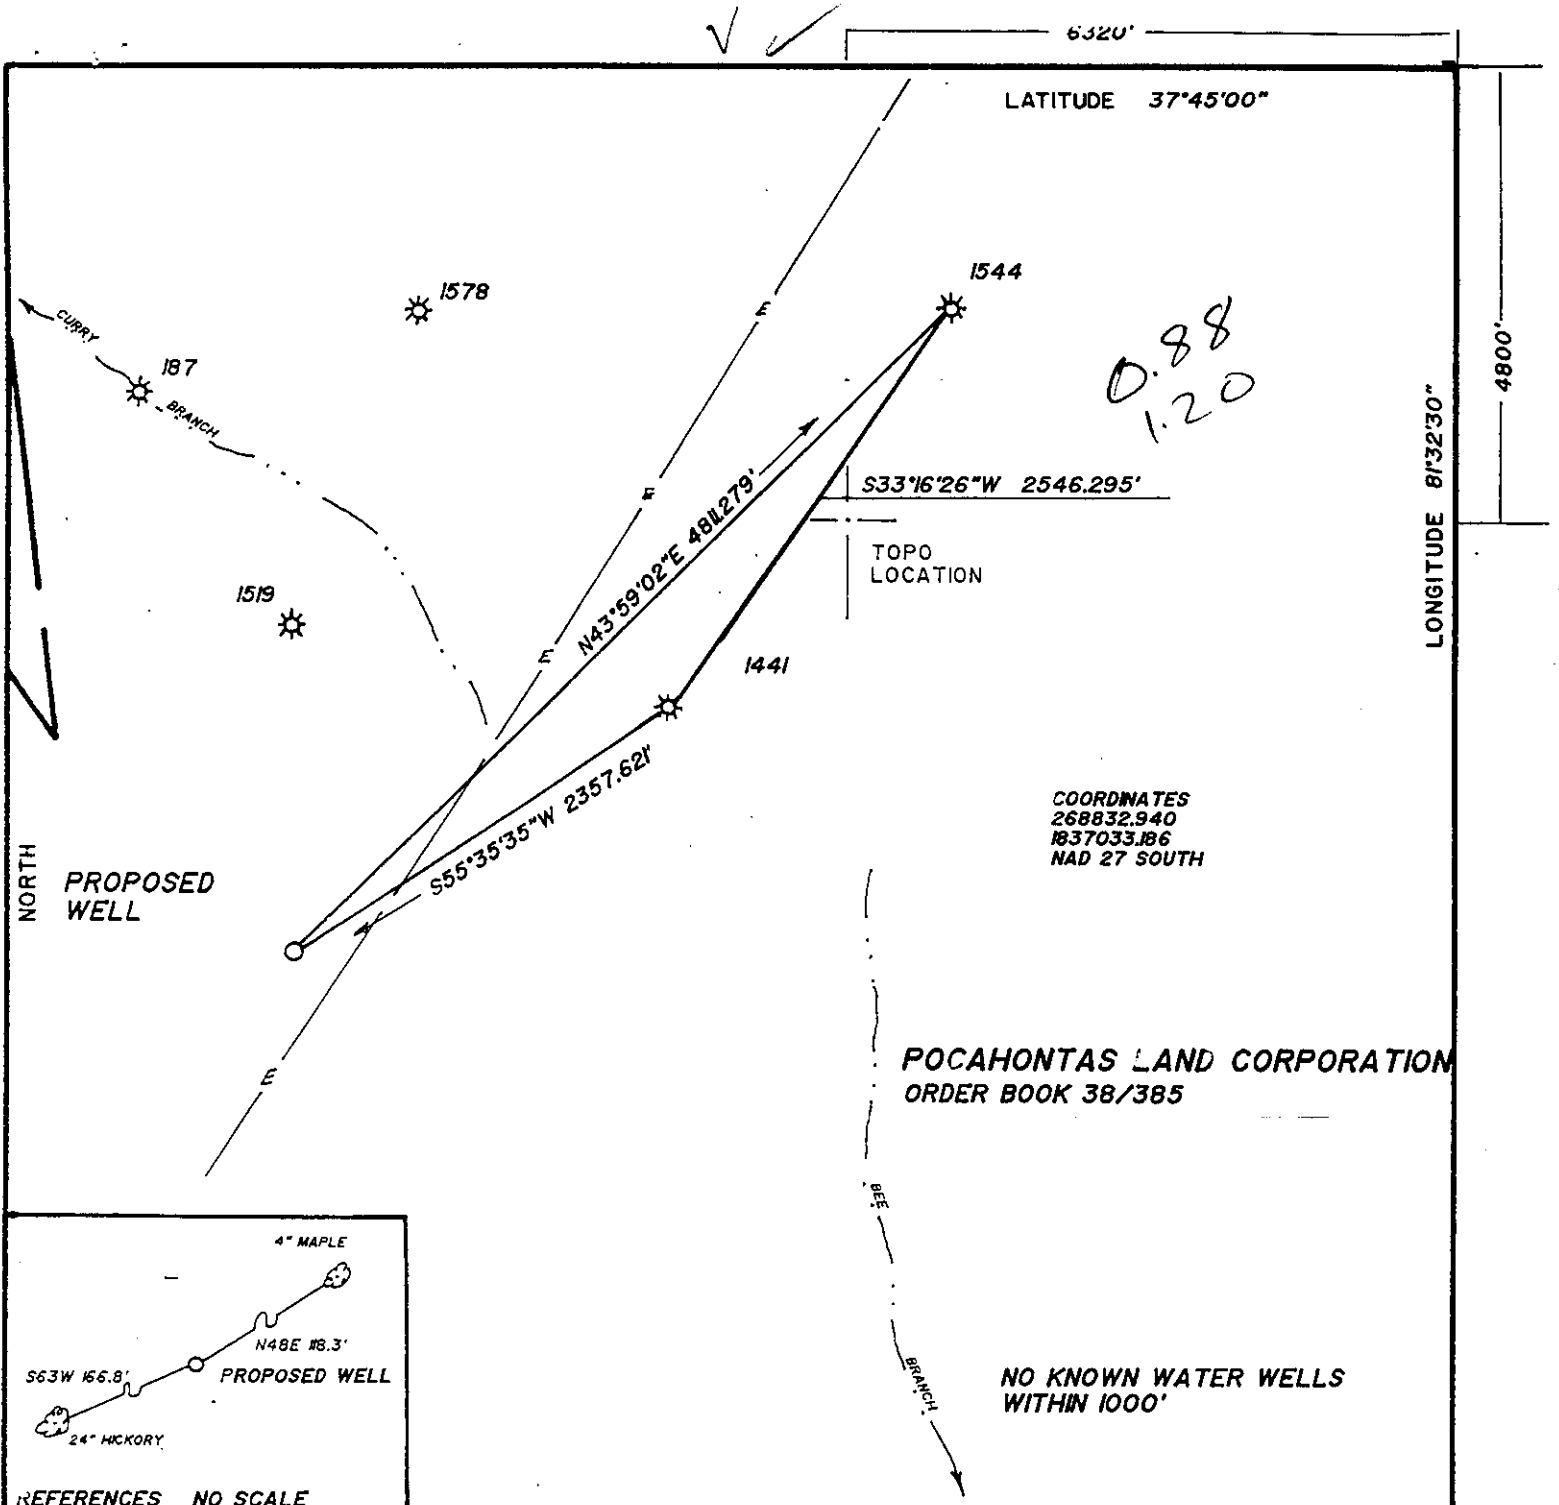 6320'
LATITUDE 37°45'00"
1544
1578
CURRY
187
BRANCH
E
0.88
1.20
4800'
LONGITUDE 81°32'30"
S33°16'26"W 2546.295'
E
N43°59'02"E 4811.279'
TOPO
LOCATION
1519
E
1441
S55°35'35"W 2357.621'
COORDINATES
268832.940
1837033.186
NAD 27 SOUTH
NORTH
PROPOSED
WELL
E
POCAHONTAS LAND CORPORATION
ORDER BOOK 38/385
BEE
BRANCH
4" MAPLE
N48E 118.3'
S63W 166.8'
PROPOSED WELL
24" HICKORY
NO KNOWN WATER WELLS
WITHIN 1000'
REFERENCES NO SCALE